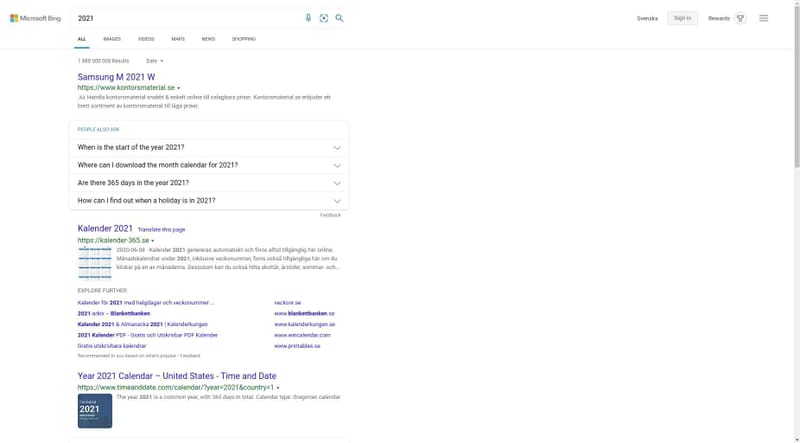 Microsoft Bing
2021
Svenska
Sign in
Rewards
ALL
IMAGES
VIDEOS
MAPS
NEWS
SHOPPING
1 880 000 000 Results
Date
Samsung M 2021 W
https://www.kontorsmaterial.se
Ad Handla kontorsmaterial snabbt & enkelt online till oslagbara priser. Kontorsmaterial.se erbjuder ett
brett sortiment av kontorsmaterial till låga priser.
PEOPLE ALSO ASK
When is the start of the year 2021?
Where can I download the month calendar for 2021?
Are there 365 days in the year 2021?
How can I find out when a holiday is in 2021?
Feedback
Kalender 2021 Translate this page
https://kalender-365.se
2020-06-08 · Kalender 2021 genereras automatiskt och finns alltid tillgänglig här online.
Månadskalendrar under 2021, inklusive veckonummer, finns också tillgängliga här om du
klickar på en av månaderna. Dessutom kan du också hitta skottår, årstider, sommar- och...
EXPLORE FURTHER
Kalender för 2021 med helgdagar och veckonummer ... veckonr.se
2021-arkiv – Blankettbanken www.blankettbanken.se
Kalender 2021 & Almanacka 2021 | Kalenderkungen www.kalenderkungen.se
2021 Kalender PDF - Gratis och Utskrivbar PDF Kalender www.wincalendar.com
Gratis utskrivbara kalendrar www.printables.se
Recommended to you based on what's popular • Feedback
Year 2021 Calendar – United States - Time and Date
https://www.timeanddate.com/calendar/?year=2021&country=1
The year 2021 is a common year, with 365 days in total. Calendar type: Gregorian calendar
2021